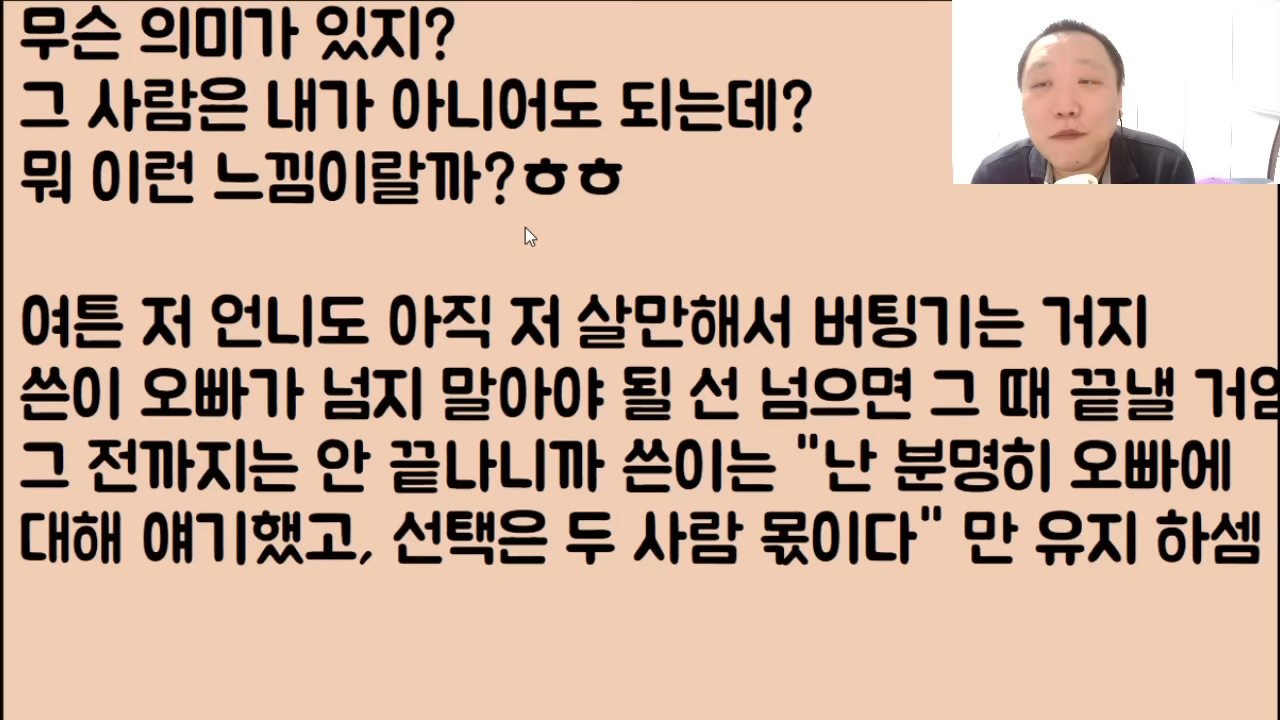 무슨 의미가 있지?
그 사람은 내가 아니어도 되는데?
뭐 이런 느낌이랄까?ㅎㅎ
여튼 저 언니도 아직 저 살만해서 버팅기는 거지
쓴이 오빠가 넘지 말아야 될 선 넘으면 그 때 끝낼 거임
그 전까지는 안 끝나니까 쓴이는 "난 분명히 오빠에
대해 얘기했고, 선택은 두 사람 몫이다" 만 유지 하셈